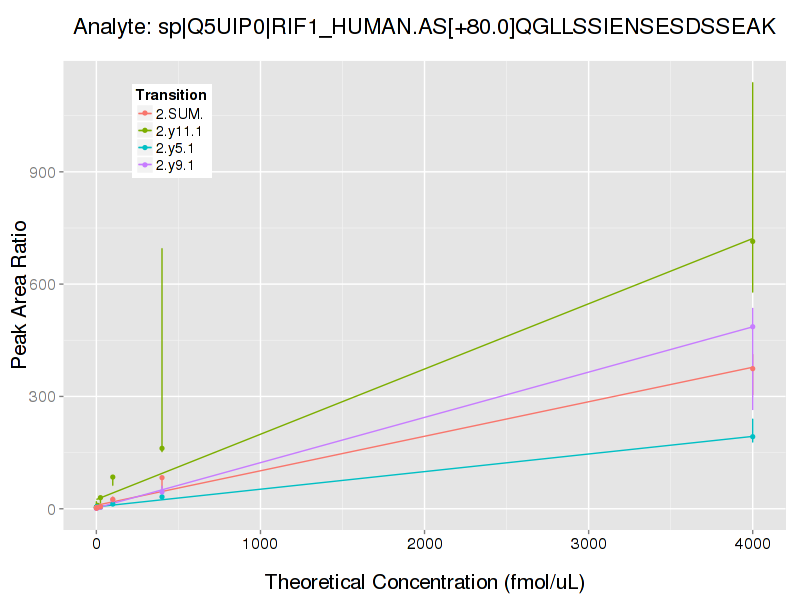 Analyte: sp|Q5UIP0|RIF1_HUMAN.AS[+80.0]QGLLSSIENSESDSSEAK
Transition
2.SUM.
2.y11.1
2.y5.1
2.y9.1
Peak Area Ratio
900
600
300
0
0 1000 2000 3000 4000
Theoretical Concentration (fmol/uL)